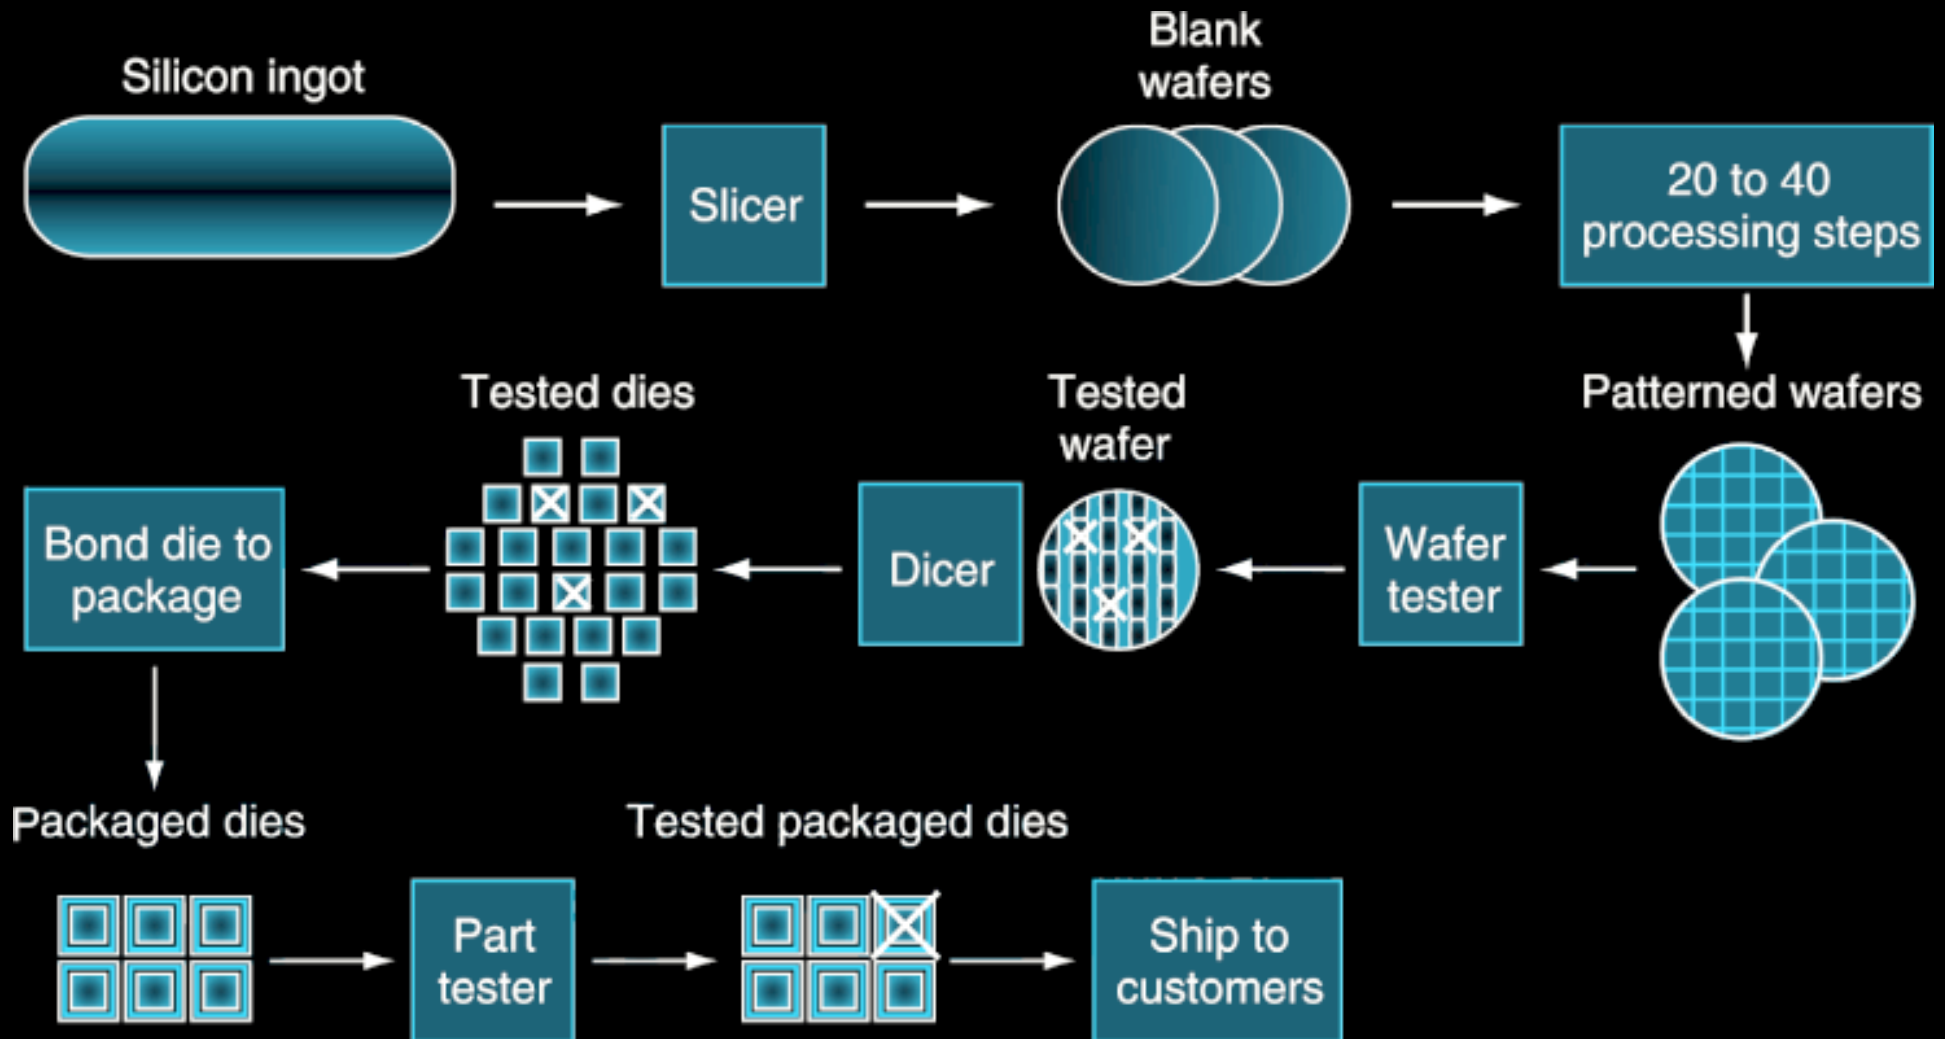 Silicon ingot
Slicer
Blank
wafers
20 to 40
processing steps
Tested dies
Tested
wafer
Patterned wafers
Bond die to
package
Dicer
Wafer
tester
Packaged dies
Tested packaged dies
Part
tester
Ship to
customers